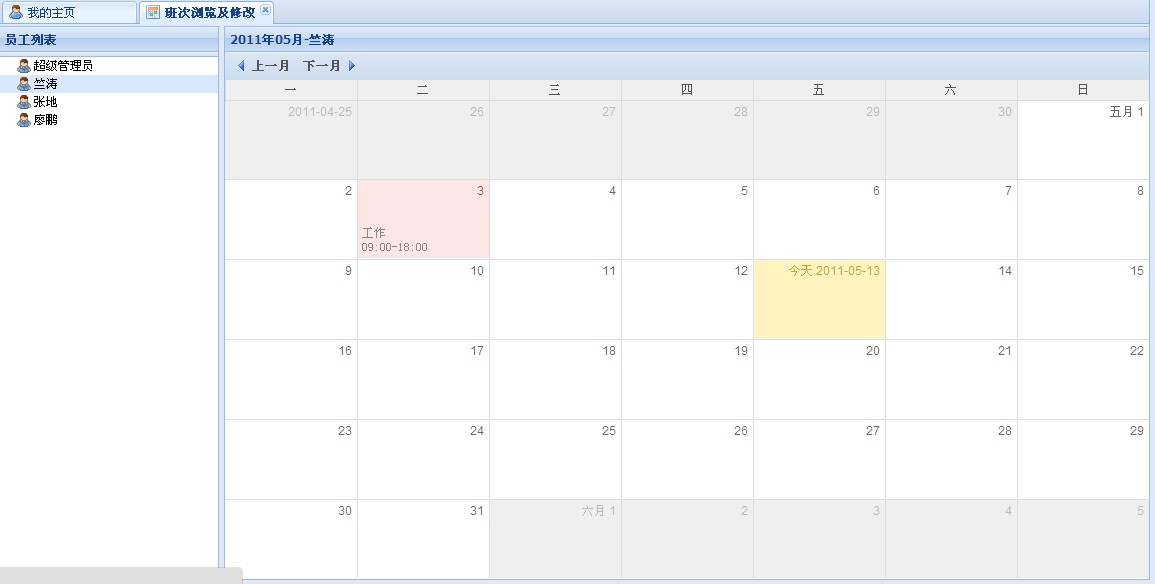 我的主页 班次浏览及修改
员工列表
超级管理员
竺涛
张地
廖鹏
2011年05月-竺涛
上一月 下一月
一 二 三 四 五 六 日
2011-04-25 26 27 28 29 30 五月 1
2 3 4 5 6 7 8
工作
09:00-18:00
9 10 11 12 今天 2011-05-13 14 15
16 17 18 19 20 21 22
23 24 25 26 27 28 29
30 31 六月 1 2 3 4 5